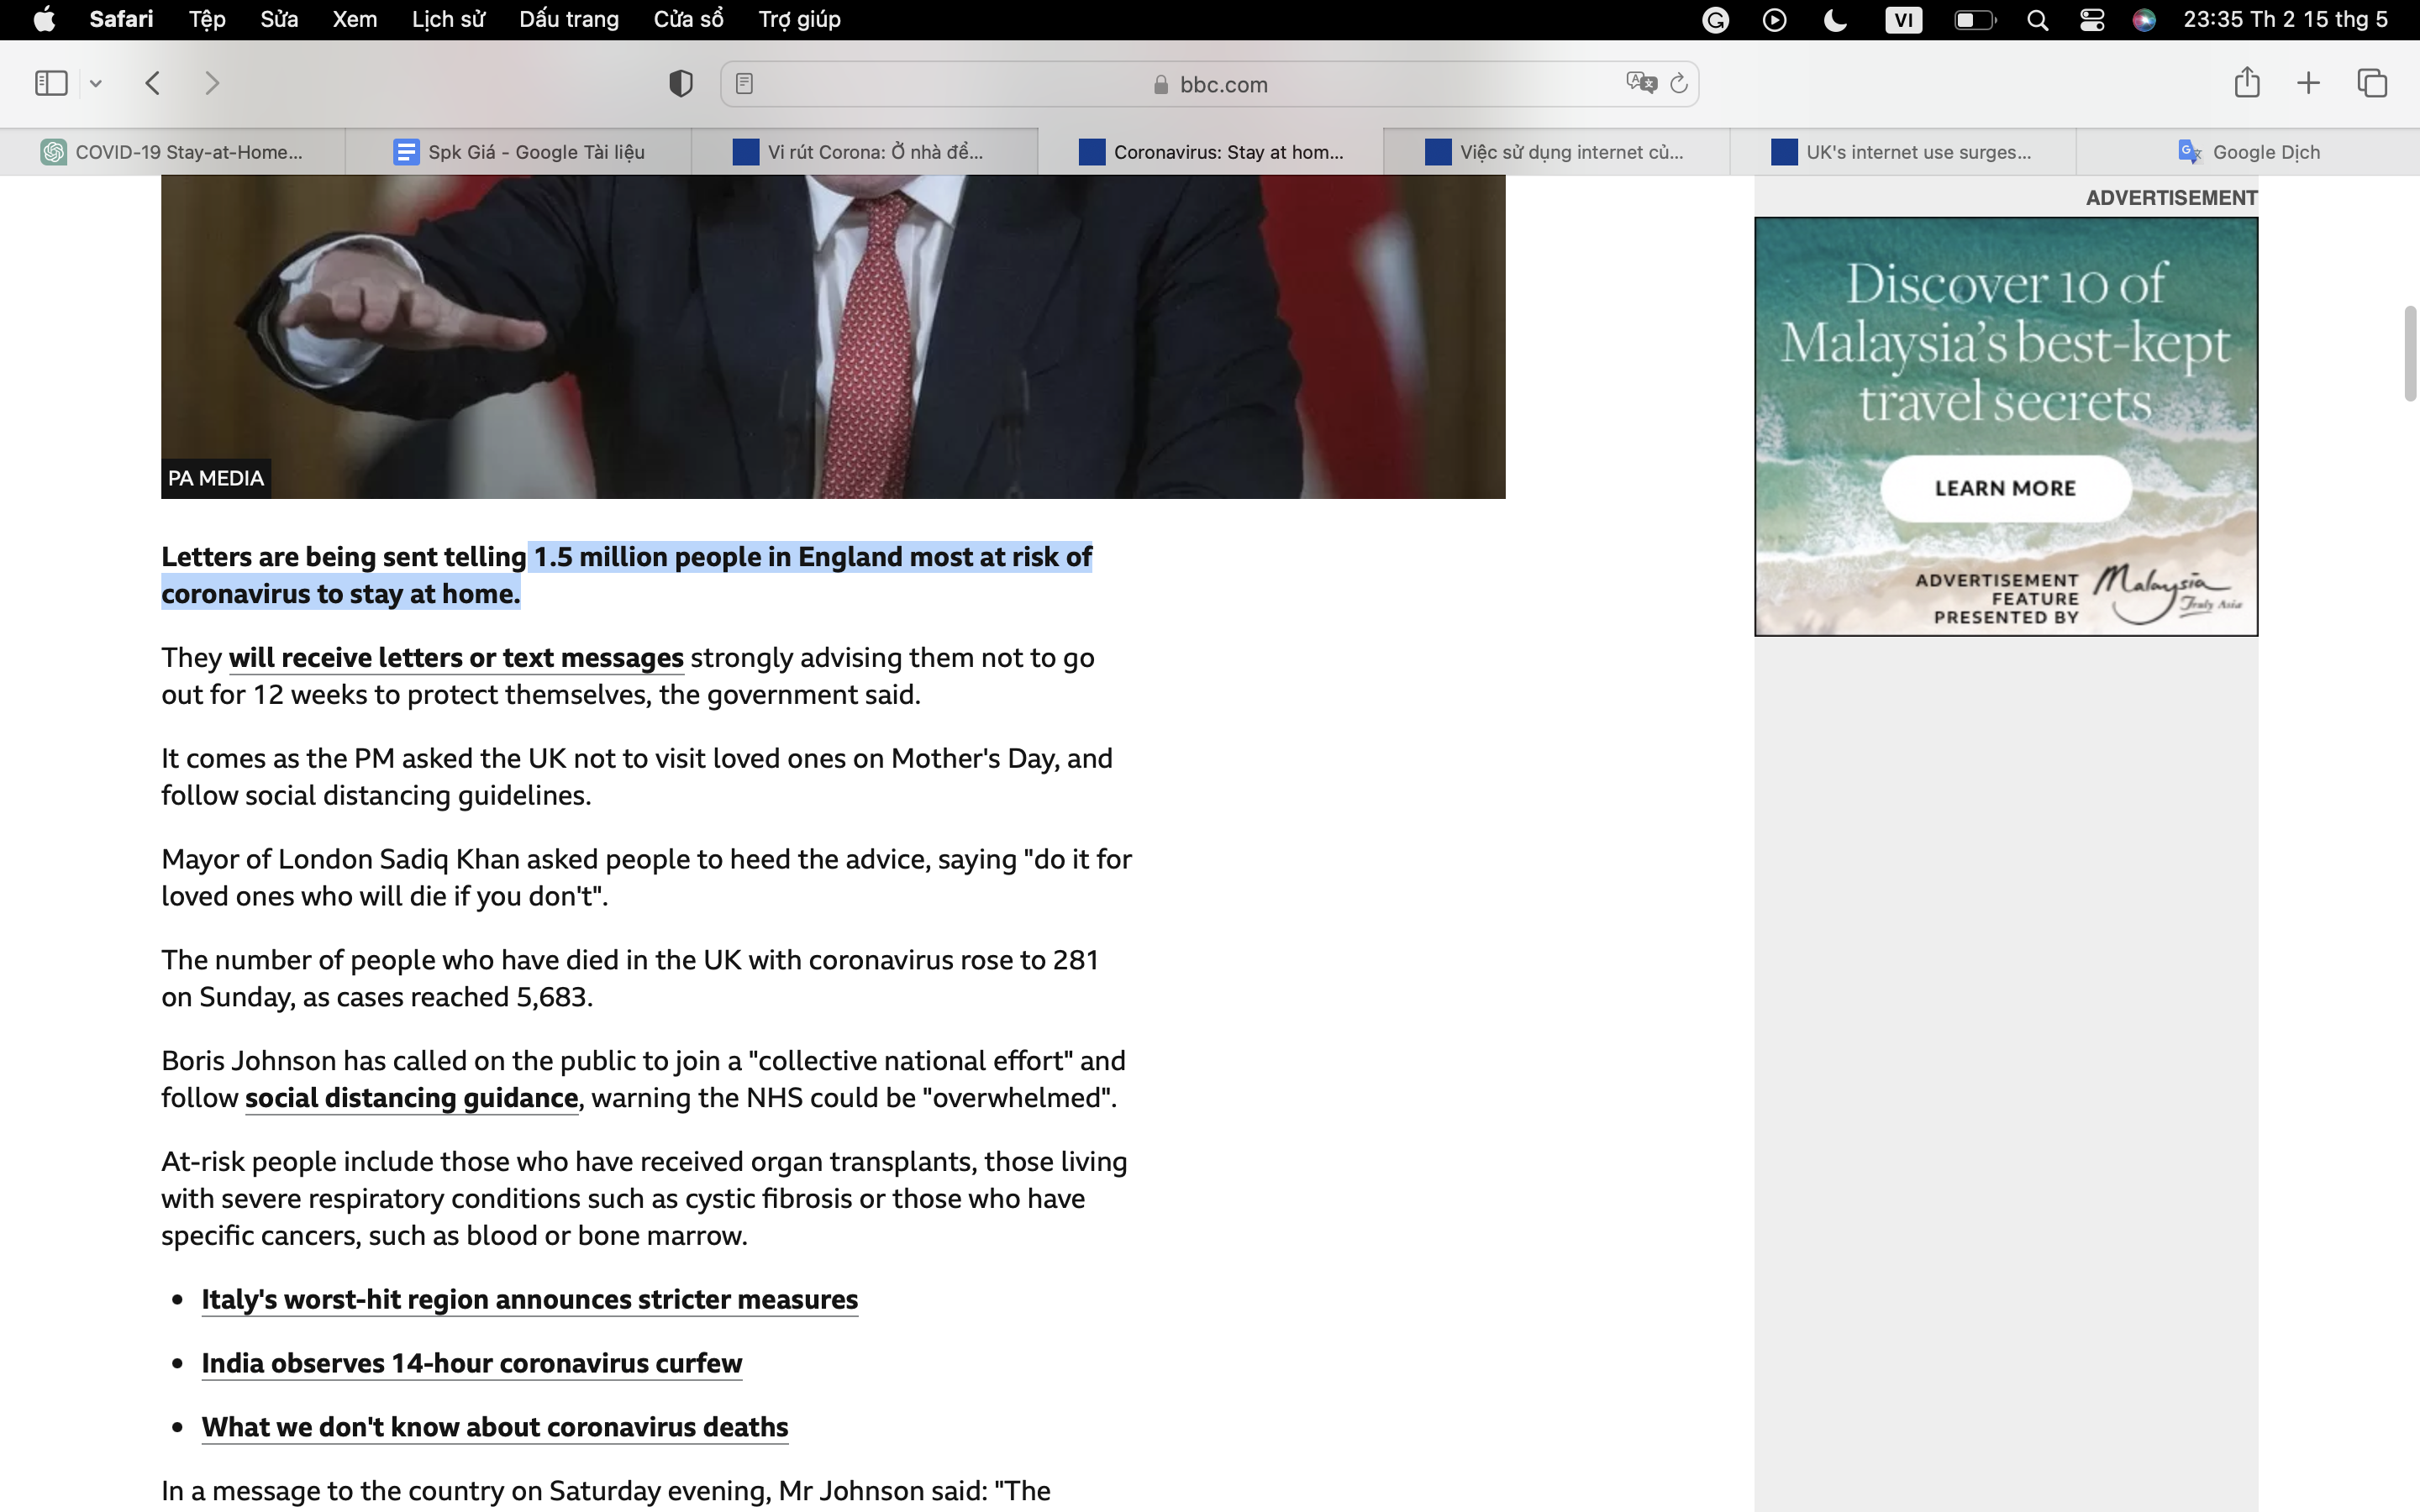 Safari Tệp Sửa Xem Lịch sử Dấu trang Cửa sổ Trợ giúp VI 23:35 Th 2 15 thg 5
bbc.com
COVID-19 Stay-at-Home... Spk Giá - Google Tài liệu Vi rút Corona: Ở nhà để... Coronavirus: Stay at hom... Việc sử dụng internet củ... UK's internet use surges... Google Dịch
PA MEDIA
Letters are being sent telling 1.5 million people in England most at risk of
coronavirus to stay at home.
They will receive letters or text messages strongly advising them not to go
out for 12 weeks to protect themselves, the government said.
It comes as the PM asked the UK not to visit loved ones on Mother's Day, and
follow social distancing guidelines.
Mayor of London Sadiq Khan asked people to heed the advice, saying "do it for
loved ones who will die if you don't".
The number of people who have died in the UK with coronavirus rose to 281
on Sunday, as cases reached 5,683.
Boris Johnson has called on the public to join a "collective national effort" and
follow social distancing guidance, warning the NHS could be "overwhelmed".
At-risk people include those who have received organ transplants, those living
with severe respiratory conditions such as cystic fibrosis or those who have
specific cancers, such as blood or bone marrow.
• Italy's worst-hit region announces stricter measures
• India observes 14-hour coronavirus curfew
• What we don't know about coronavirus deaths
In a message to the country on Saturday evening, Mr Johnson said: "The
ADVERTISEMENT
Discover 10 of
Malaysia's best-kept
travel secrets
LEARN MORE
ADVERTISEMENT
FEATURE
PRESENTED BY
Malaysia
Truly Asia